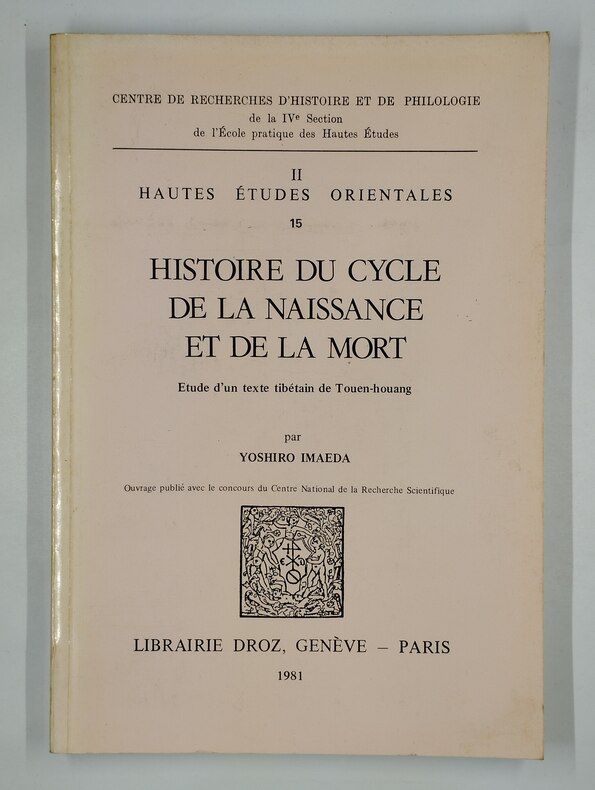 CENTRE DE RECHERCHES D'HISTOIRE ET DE PHILOLOGIE
de la IVe Section
de l'École pratique des Hautes Études
II
HAUTES ÉTUDES ORIENTALES
15
HISTOIRE DU CYCLE
DE LA NAISSANCE
ET DE LA MORT
Etude d'un texte tibétain de Touen-houang
par
YOSHIRO IMAEDA
Ouvrage publié avec le concours du Centre National de la Recherche Scientifique
LIBRAIRIE DROZ, GENÈVE – PARIS
1981